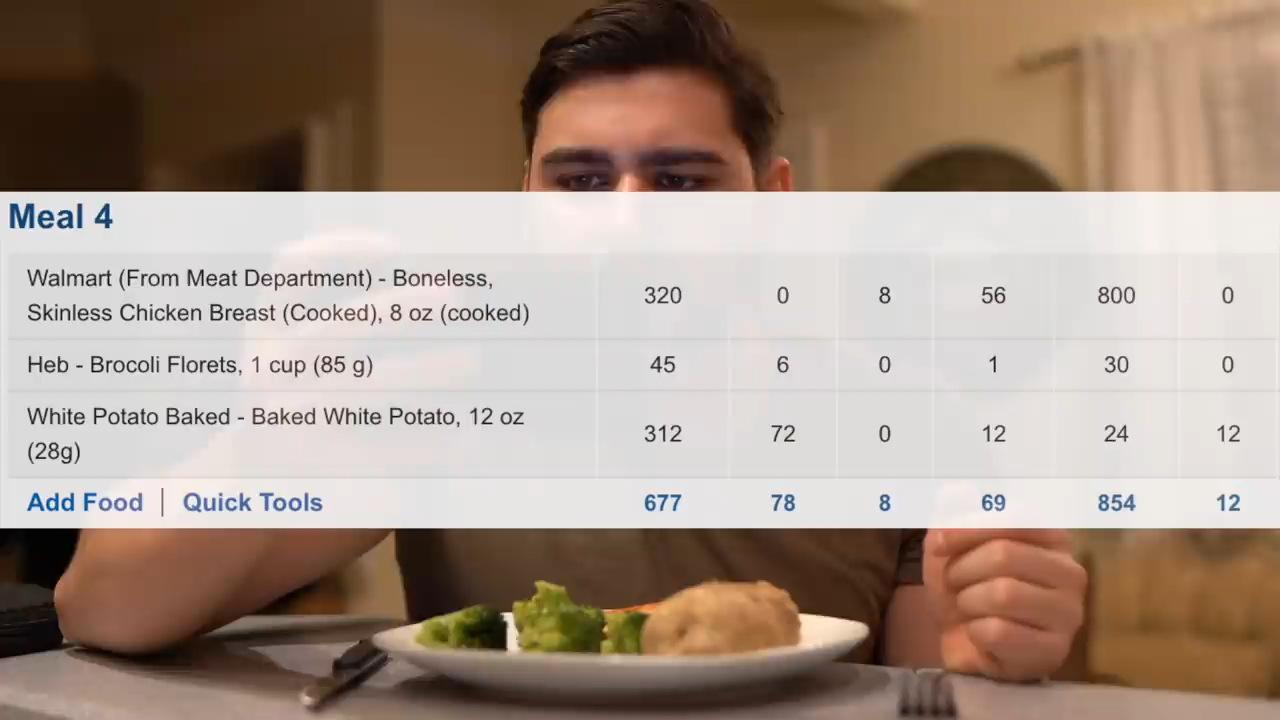 Meal 4
Walmart (From Meat Department) - Boneless,
Skinless Chicken Breast (Cooked), 8 oz (cooked) 320 0 8 56 800 0
Heb - Brocoli Florets, 1 cup (85 g) 45 6 0 1 30 0
White Potato Baked - Baked White Potato, 12 oz
(28g) 312 72 0 12 24 12
Add Food | Quick Tools 677 78 8 69 854 12